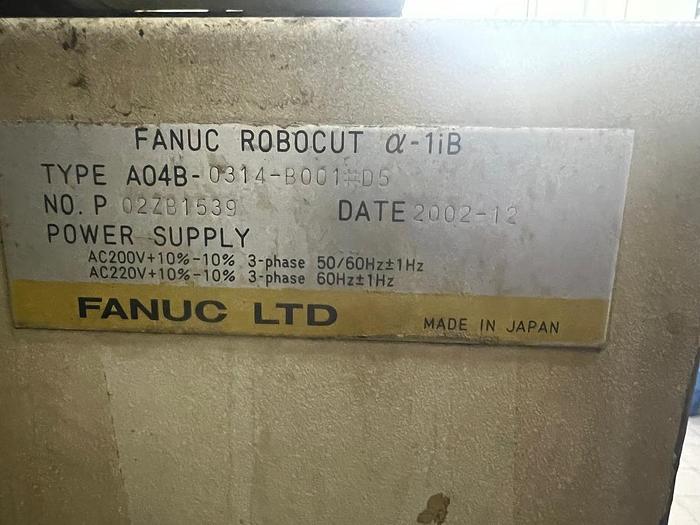 FANUC ROBOCUT α-1iB
TYPE A04B-0314-B001#D5
NO. P 02ZB1539 DATE 2002-12
POWER SUPPLY
AC200V+10%-10% 3-phase 50/60Hz±1Hz
AC220V+10%-10% 3-phase 60Hz±1Hz
FANUC LTD MADE IN JAPAN